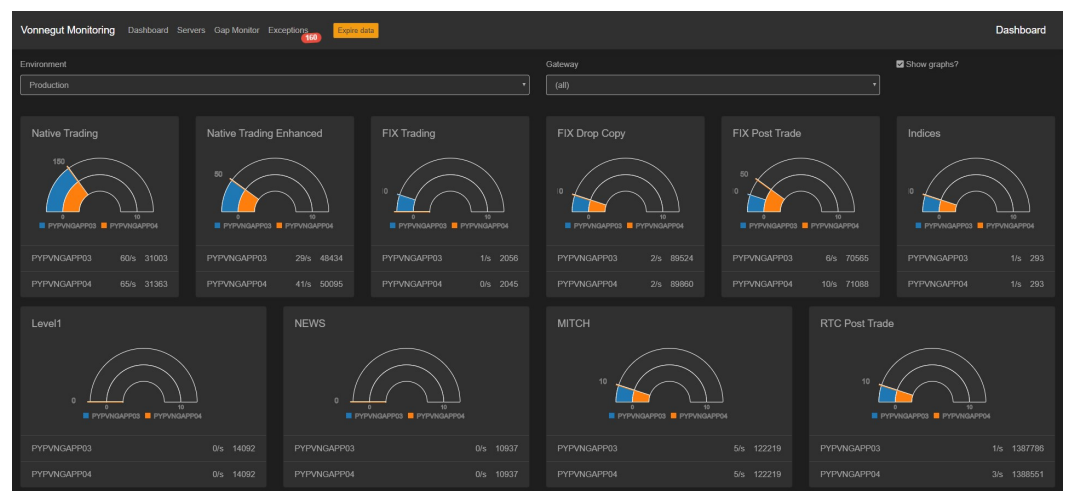 Vonnegut Monitoring Dashboard Servers Gap Monitor Exceptions 160 Expire data Dashboard
Environment Gateway Show graphs?
Production (all)
Native Trading
150
0 10
PYPVNGAPP03 PYPVNGAPP04
PYPVNGAPP03 60/s 31003
PYPVNGAPP04 65/s 31363
Native Trading Enhanced
80
0 10
PYPVNGAPP03 PYPVNGAPP04
PYPVNGAPP03 29/s 48434
PYPVNGAPP04 41/s 50095
FIX Trading
0
0 10
PYPVNGAPP03 PYPVNGAPP04
PYPVNGAPP03 1/s 2056
PYPVNGAPP04 0/s 2045
FIX Drop Copy
0
0 10
PYPVNGAPP03 PYPVNGAPP04
PYPVNGAPP03 2/s 89524
PYPVNGAPP04 2/s 89860
FIX Post Trade
50
0
0 10
PYPVNGAPP03 PYPVNGAPP04
PYPVNGAPP03 6/s 70565
PYPVNGAPP04 10/s 71088
Indices
0
0 10
PYPVNGAPP03 PYPVNGAPP04
PYPVNGAPP03 1/s 293
PYPVNGAPP04 1/s 293
Level1
0
0 10
PYPVNGAPP03 PYPVNGAPP04
PYPVNGAPP03 0/s 14092
PYPVNGAPP04 0/s 14092
NEWS
0
0 10
PYPVNGAPP03 PYPVNGAPP04
PYPVNGAPP03 0/s 10937
PYPVNGAPP04 0/s 10937
MITCH
10
0 10
PYPVNGAPP03 PYPVNGAPP04
PYPVNGAPP03 5/s 122219
PYPVNGAPP04 5/s 122219
RTC Post Trade
10
0 10
PYPVNGAPP03 PYPVNGAPP04
PYPVNGAPP03 1/s 1387786
PYPVNGAPP04 3/s 1388551